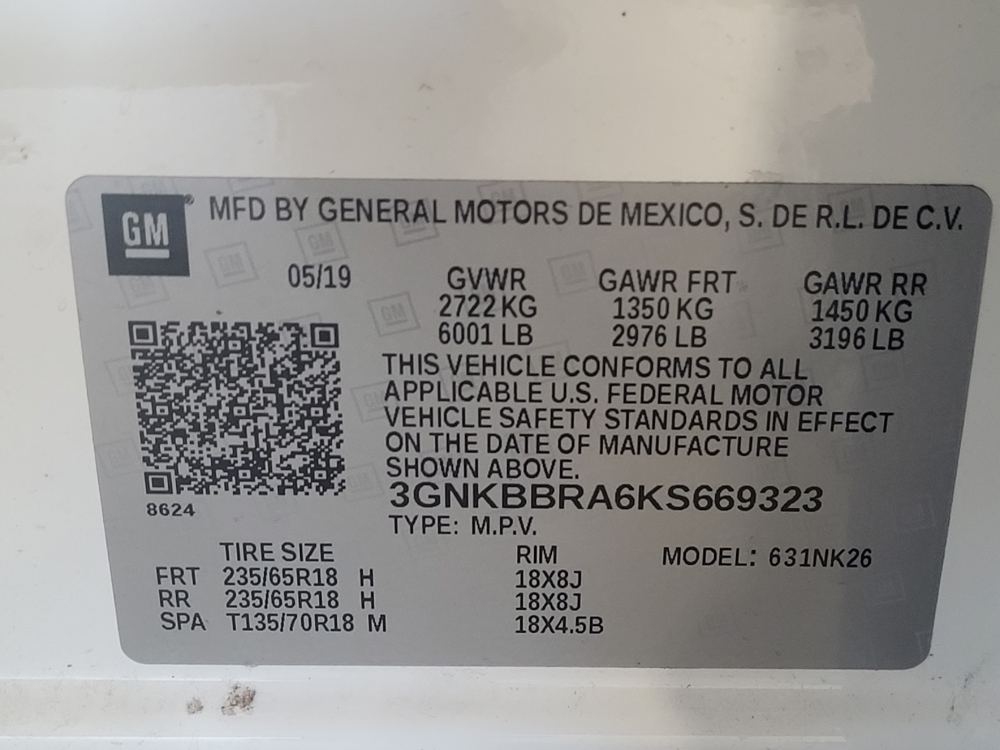 GM
MFD BY GENERAL MOTORS DE MEXICO, S. DE R.L. DE C.V.
05/19 GVWR GAWR FRT GAWR RR
2722 KG 1350 KG 1450 KG
6001 LB 2976 LB 3196 LB
THIS VEHICLE CONFORMS TO ALL
APPLICABLE U.S. FEDERAL MOTOR
VEHICLE SAFETY STANDARDS IN EFFECT
ON THE DATE OF MANUFACTURE
SHOWN ABOVE.
3GNKBBRA6KS669323
8624
TYPE: M.P.V.
TIRE SIZE RIM MODEL: 631NK26
FRT 235/65R18 H 18X8J
RR 235/65R18 H 18X8J
SPA T135/70R18 M 18X4.5B